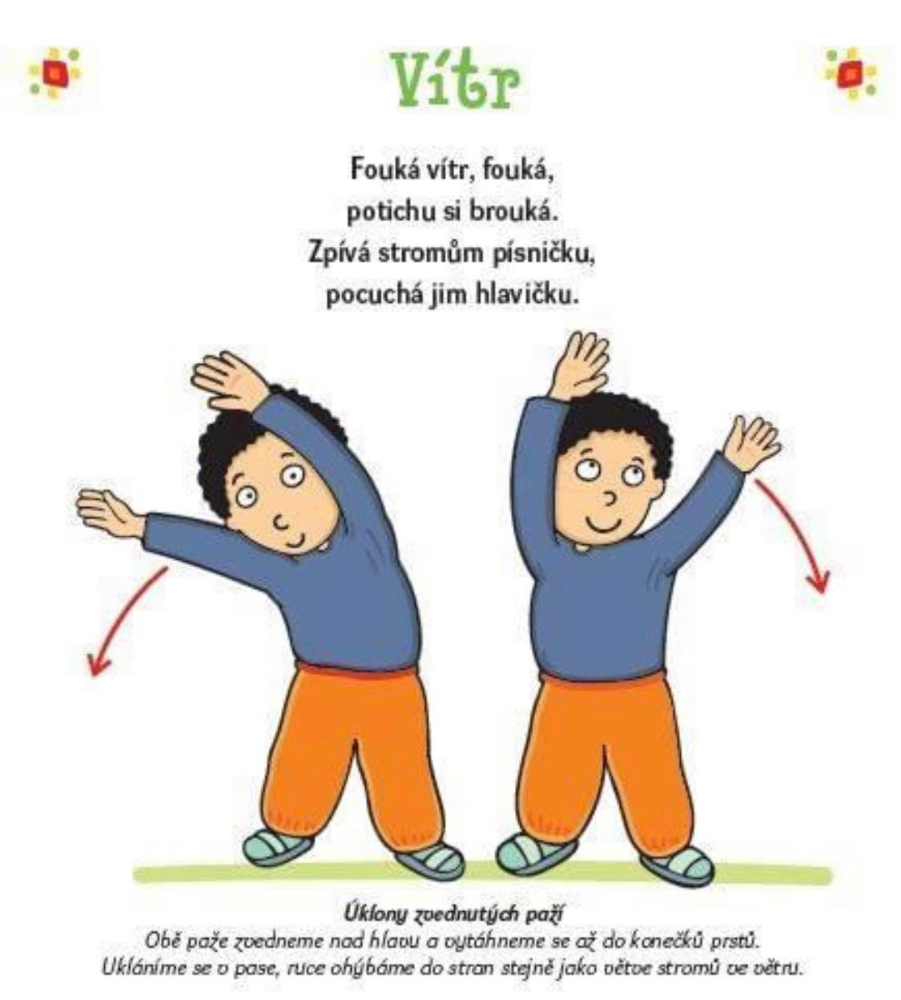 Vítr
Fouká vítr, fouká,
potichu si brouká.
Zpívá stromům písničku,
pocuchá jim hlavičku.
Úklony zvednutých paží
Obě paže zvedneme nad hlavu a vytáhneme se až do konečků prstů.
Ukláníme se v pase, ruce ohýbáme do stran stejně jako větve stromů ve větru.